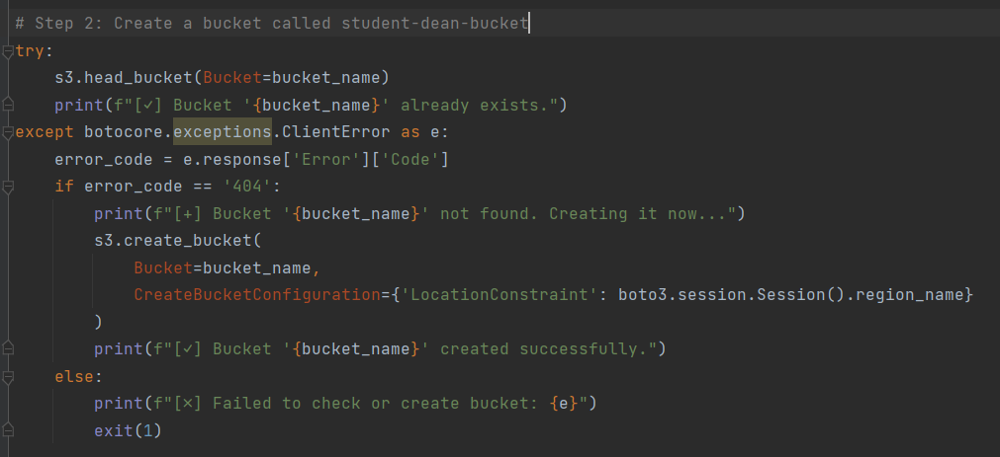 # Step 2: Create a bucket called student-dean-bucket
try:
    s3.head_bucket(Bucket=bucket_name)
    print(f"[✓] Bucket '{bucket_name}' already exists.")
except botocore.exceptions.ClientError as e:
    error_code = e.response['Error']['Code']
    if error_code == '404':
        print(f"[+] Bucket '{bucket_name}' not found. Creating it now...")
        s3.create_bucket(
            Bucket=bucket_name,
            CreateBucketConfiguration={'LocationConstraint': boto3.session.Session().region_name}
        )
        print(f"[✓] Bucket '{bucket_name}' created successfully.")
    else:
        print(f"[×] Failed to check or create bucket: {e}")
        exit(1)